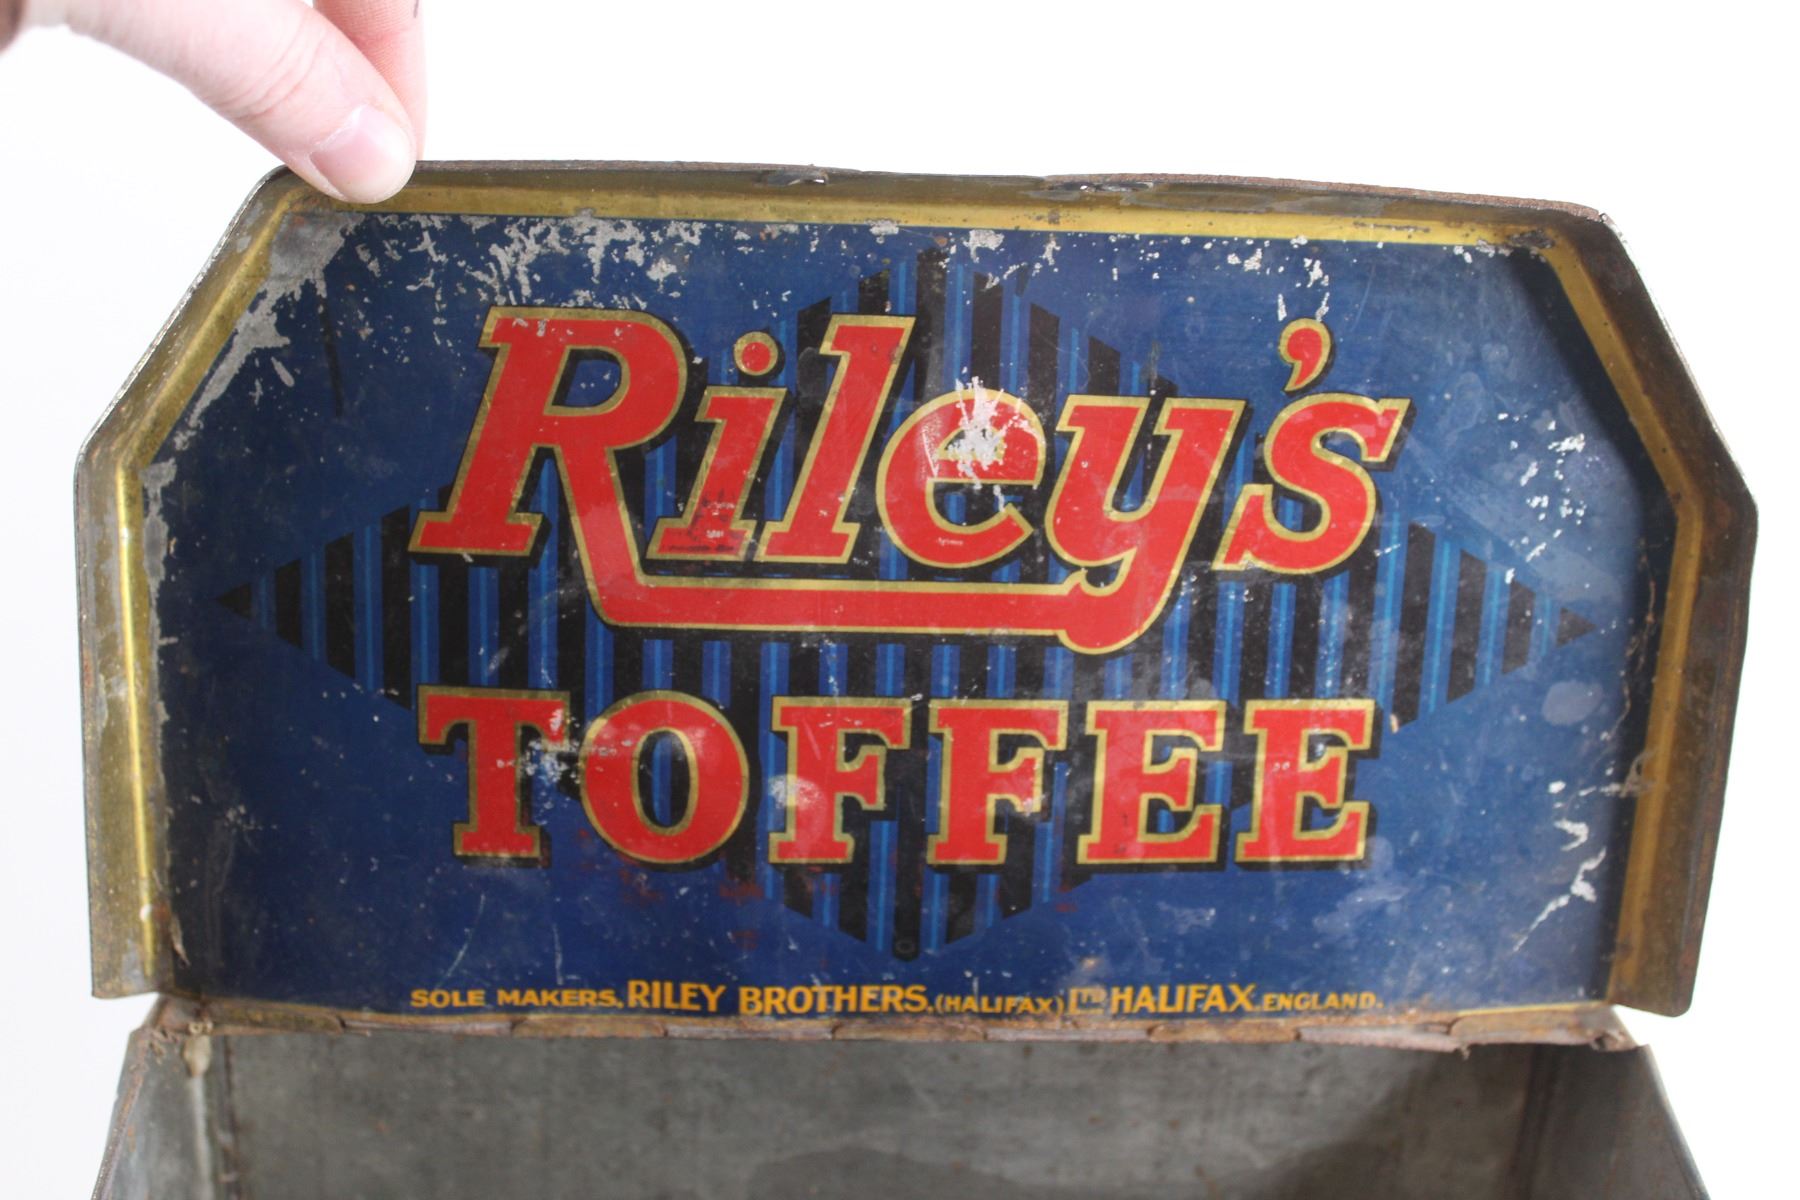 Riley's
TOFFEE
SOLE MAKERS, RILEY BROTHERS, (HALIFAX) LTD HALIFAX, ENGLAND.